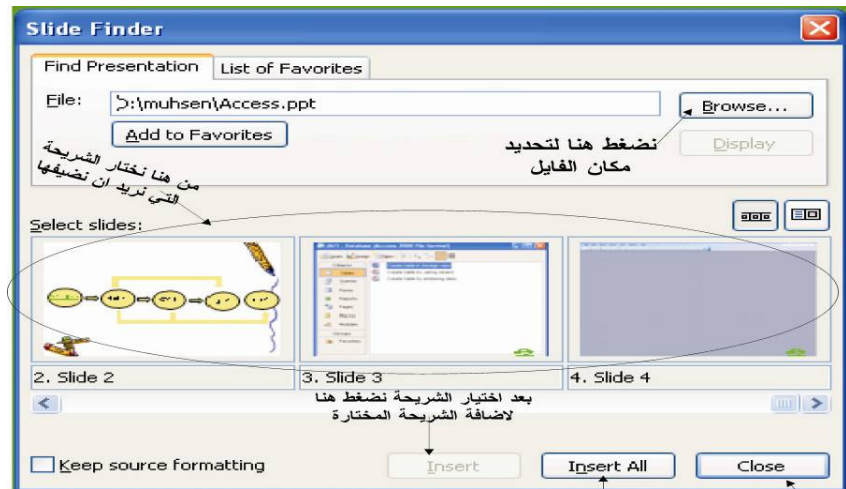 Slide Finder
Find Presentation
List of Favorites
File:
D:\muhsen\Access.ppt
Browse...
Add to Favorites
Display
نضغط هنا لتحديد
مكان الفايل
من هنا نختار الشريحة
التي نريد ان نضيفها
Select slides:
2. Slide 2
3. Slide 3
4. Slide 4
بعد اختيار الشريحة نضغط هنا
لاضافة الشريحة المختارة
Keep source formatting
Insert
Insert All
Close